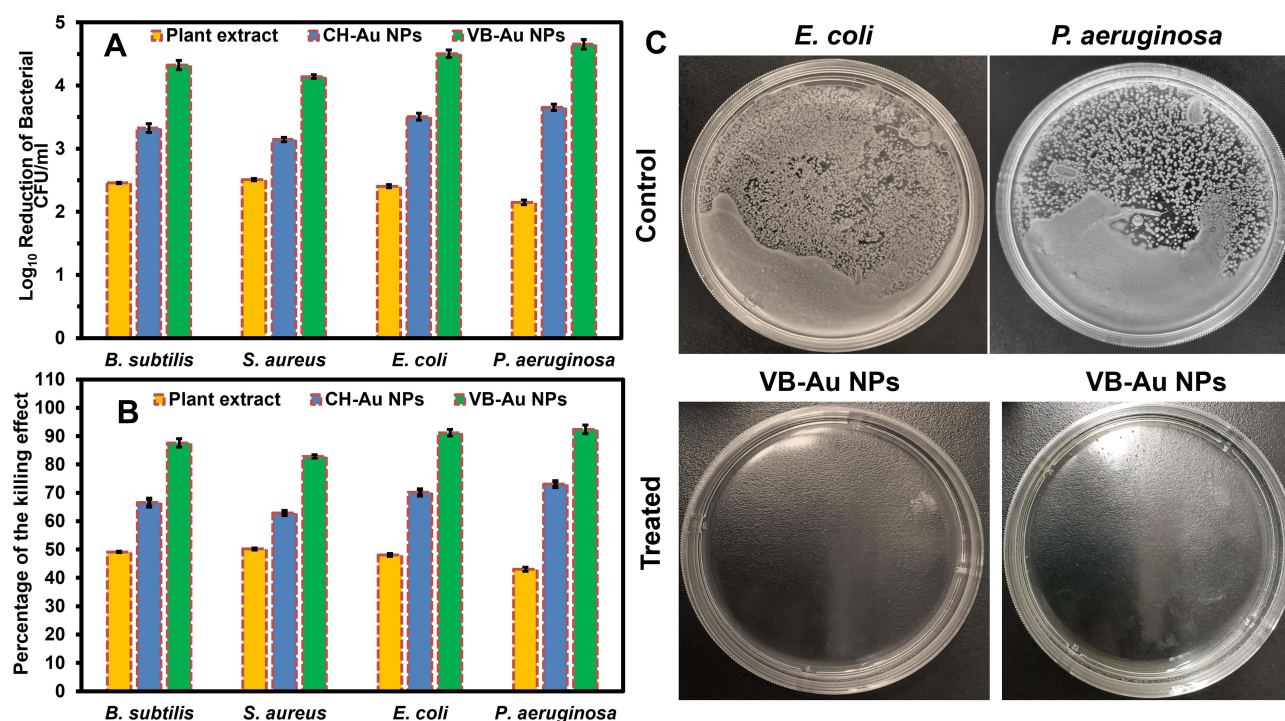 A
Plant extract CH-Au NPs VB-Au NPs
Log₁₀ Reduction of Bacterial
CFU/ml
5
4
3
2
1
0
B. subtilis S. aureus E. coli P. aeruginosa
B
Plant extract CH-Au NPs VB-Au NPs
Percentage of the killing effect
110
100
90
80
70
60
50
40
30
20
10
0
B. subtilis S. aureus E. coli P. aeruginosa
C
E. coli P. aeruginosa
Control
VB-Au NPs VB-Au NPs
Treated